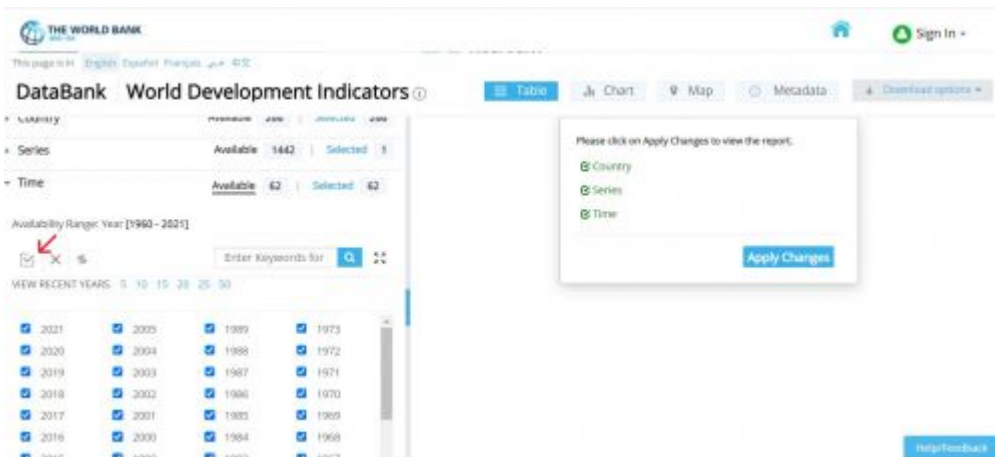 THE WORLD BANK
Sign In
This page is in English Español Français عربي 中文
DataBank World Development Indicators
Table Chart Map Metadata Download options
Country Available 266 | Selected 266
Series Available 1442 | Selected 1
Time Available 62 | Selected 62
Availability Range: Year [1960 - 2021]
Enter Keywords for
VIEW RECENT YEARS 5 10 15 20 25 50
2021 2005 1989 1973
2020 2004 1988 1972
2019 2003 1987 1971
2018 2002 1986 1970
2017 2001 1985 1969
2016 2000 1984 1968
Please click on Apply Changes to view the report.
Country
Series
Time
Apply Changes
Help/Feedback